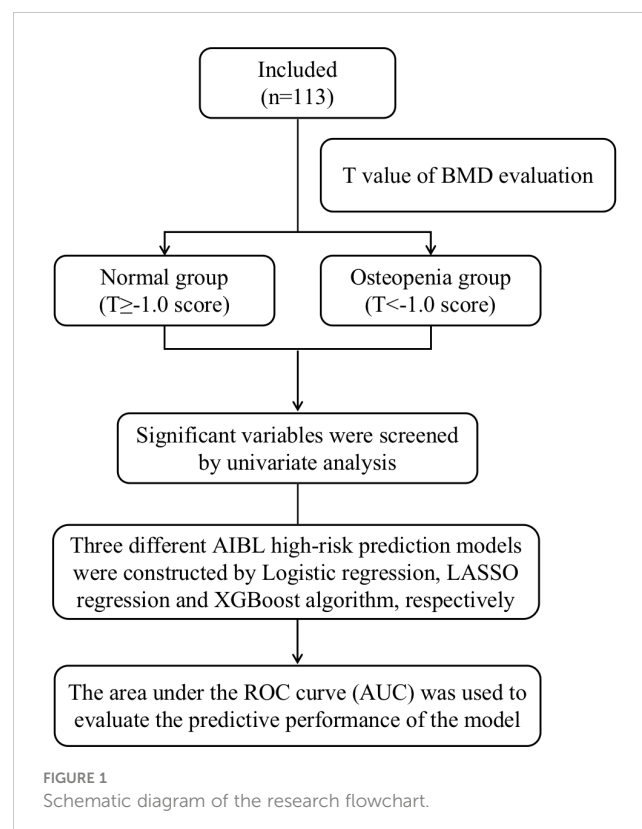 Included
(n=113)
T value of BMD evaluation
Normal group
(T≥-1.0 score)
Osteopenia group
(T<-1.0 score)
Significant variables were screened
by univariate analysis
Three different AIBL high-risk prediction models
were constructed by Logistic regression, LASSO
regression and XGBoost algorithm, respectively
The area under the ROC curve (AUC) was used to
evaluate the predictive performance of the model
FIGURE 1
Schematic diagram of the research flowchart.